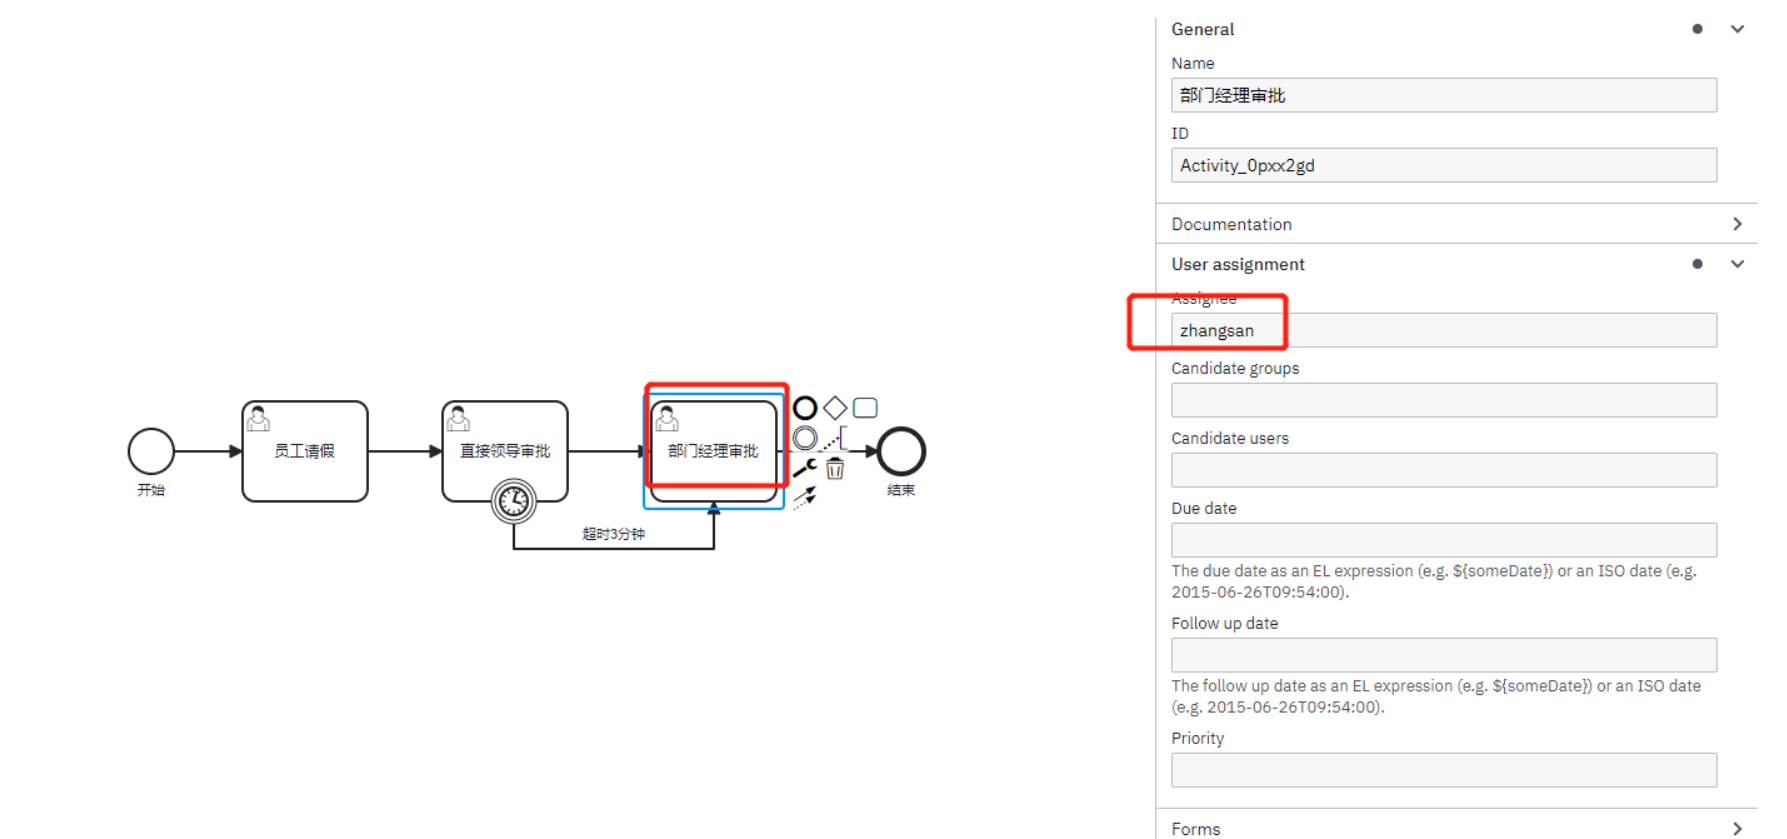 General
Name
部门经理审批
ID
Activity_0pxx2gd
Documentation
User assignment
Assignee
zhangsan
Candidate groups
Candidate users
Due date
The due date as an EL expression (e.g. ${someDate}) or an ISO date (e.g.
2015-06-26T09:54:00).
Follow up date
The follow up date as an EL expression (e.g. ${someDate}) or an ISO date
(e.g. 2015-06-26T09:54:00).
Priority
Forms
开始
员工请假
直接领导审批
部门经理审批
结束
超时3分钟